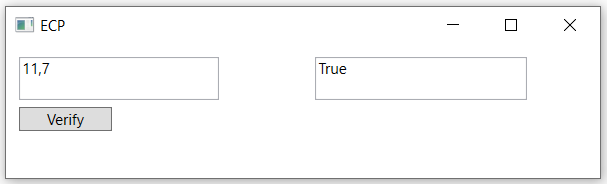 ECP
11,7
True
Verify